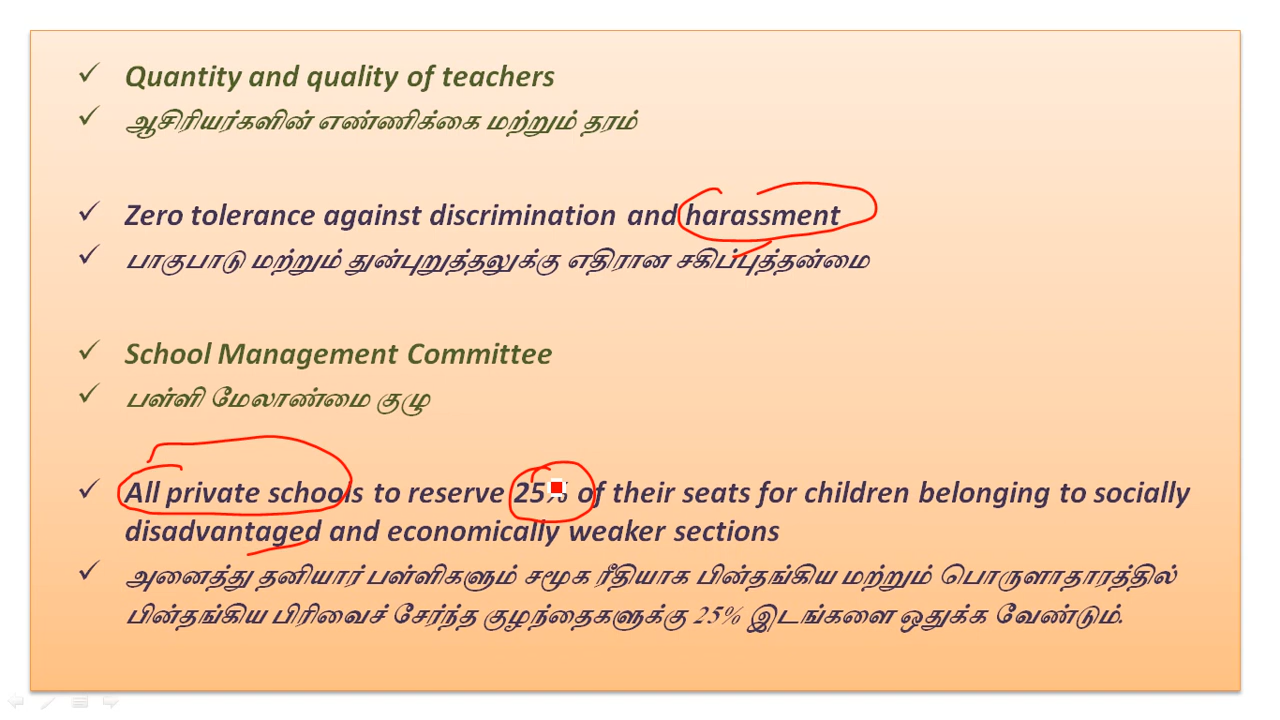 Quantity and quality of teachers
ஆசிரியர்களின் எண்ணிக்கை மற்றும் தரம்
Zero tolerance against discrimination and harassment
பாகுபாடு மற்றும் துன்புறுத்தலுக்கு எதிரான சகிப்புத்தன்மை
School Management Committee
பள்ளி மேலாண்மை குழு
All private schools to reserve 25% of their seats for children belonging to socially
disadvantaged and economically weaker sections
அனைத்து தனியார் பள்ளிகளும் சமூக ரீதியாக பின்தங்கிய மற்றும் பொருளாதாரத்தில்
பின்தங்கிய பிரிவைச் சேர்ந்த குழந்தைகளுக்கு 25% இடங்களை ஒதுக்க வேண்டும்.